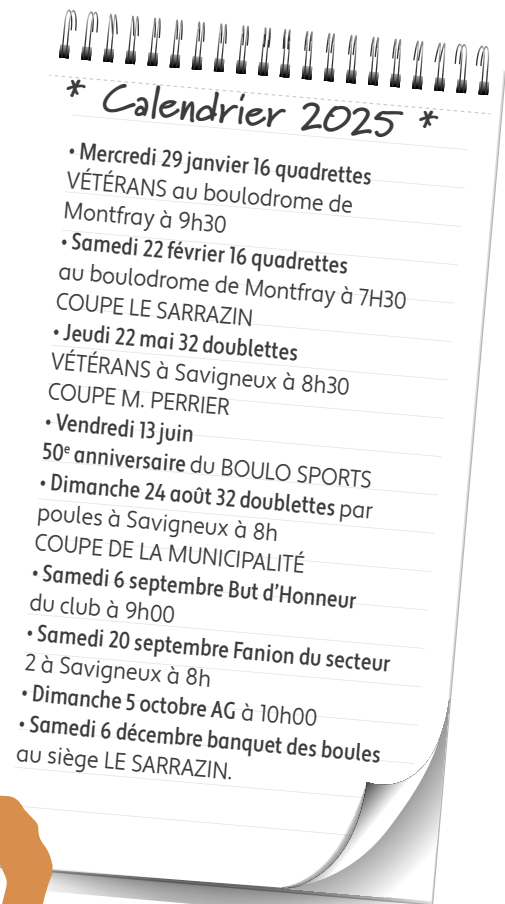 * Calendrier 2025 *
• Mercredi 29 janvier 16 quadrettes
VÉTÉRANS au boulodrome de
Montfray à 9h30
• Samedi 22 février 16 quadrettes
au boulodrome de Montfray à 7H30
COUPE LE SARRAZIN
• Jeudi 22 mai 32 doublettes
VÉTÉRANS à Savigneux à 8h30
COUPE M. PERRIER
• Vendredi 13 juin
50e anniversaire du BOULO SPORTS
• Dimanche 24 août 32 doublettes par
poules à Savigneux à 8h
COUPE DE LA MUNICIPALITÉ
• Samedi 6 septembre But d’Honneur
du club à 9h00
• Samedi 20 septembre Fanion du secteur
2 à Savigneux à 8h
• Dimanche 5 octobre AG à 10h00
• Samedi 6 décembre banquet des boules
au siège LE SARRAZIN.